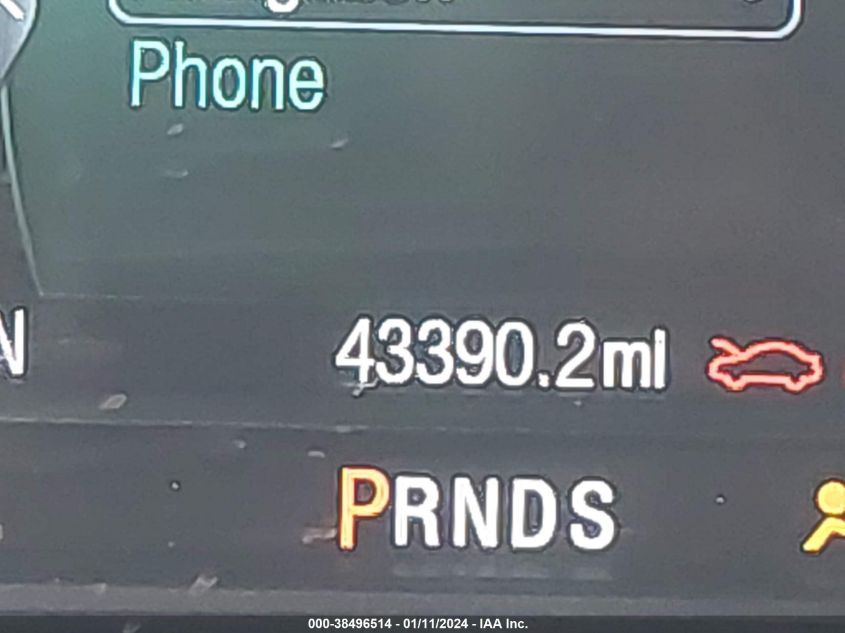 Phone
N
43390.2mi
PRNDS
000-38496514 - 01/11/2024 - IAA Inc.